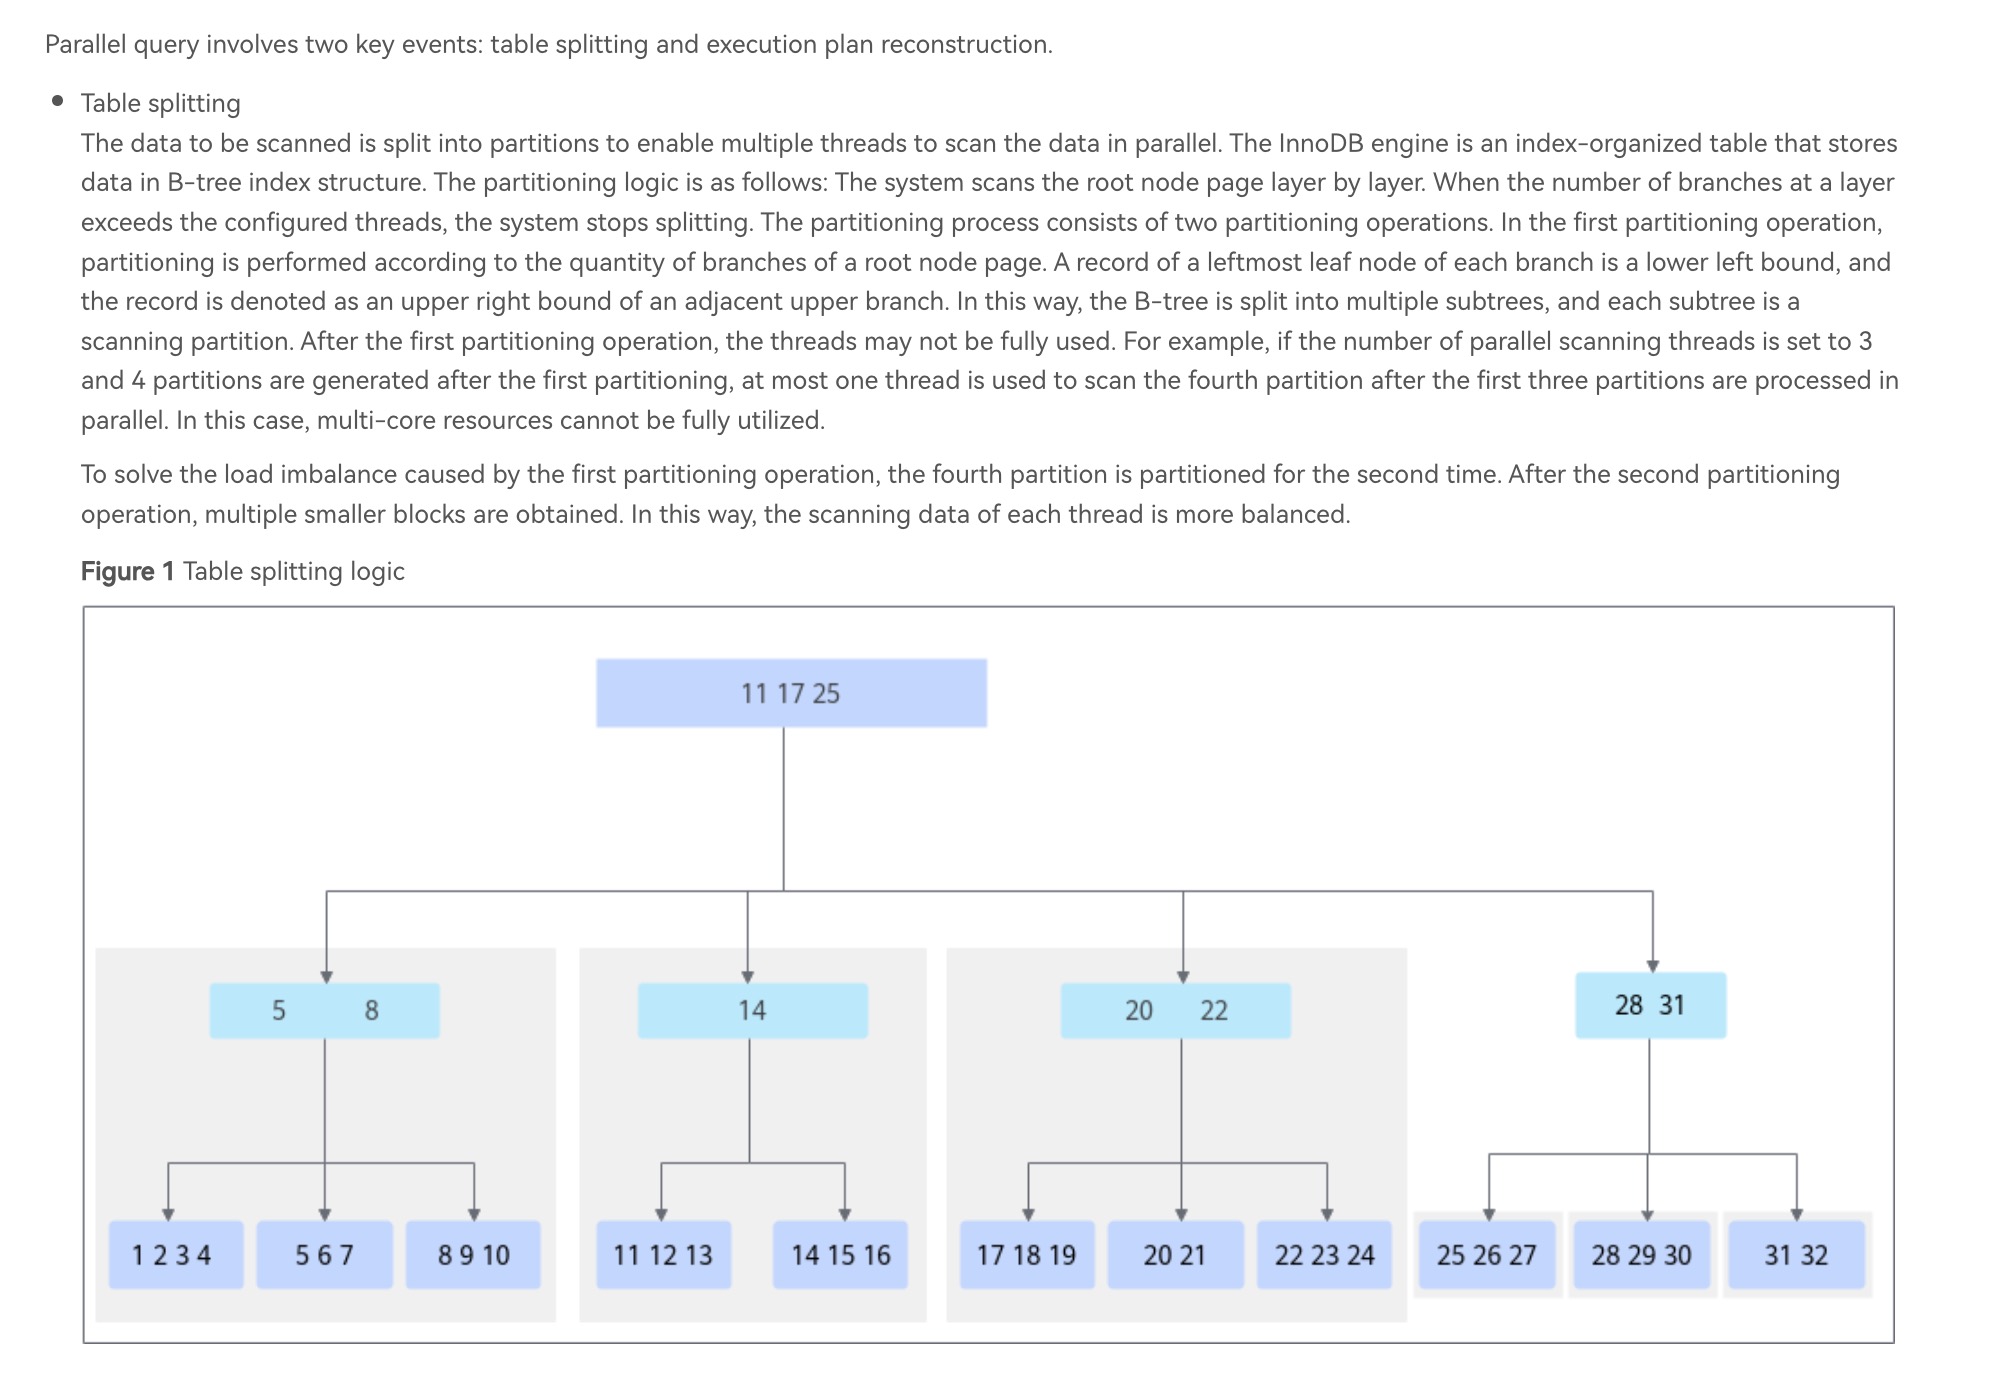 Parallel query involves two key events: table splitting and execution plan reconstruction.
Table splitting
The data to be scanned is split into partitions to enable multiple threads to scan the data in parallel. The InnoDB engine is an index-organized table that stores
data in B-tree index structure. The partitioning logic is as follows: The system scans the root node page layer by layer. When the number of branches at a layer
exceeds the configured threads, the system stops splitting. The partitioning process consists of two partitioning operations. In the first partitioning operation,
partitioning is performed according to the quantity of branches of a root node page. A record of a leftmost leaf node of each branch is a lower left bound, and
the record is denoted as an upper right bound of an adjacent upper branch. In this way, the B-tree is split into multiple subtrees, and each subtree is a
scanning partition. After the first partitioning operation, the threads may not be fully used. For example, if the number of parallel scanning threads is set to 3
and 4 partitions are generated after the first partitioning, at most one thread is used to scan the fourth partition after the first three partitions are processed in
parallel. In this case, multi-core resources cannot be fully utilized.
To solve the load imbalance caused by the first partitioning operation, the fourth partition is partitioned for the second time. After the second partitioning
operation, multiple smaller blocks are obtained. In this way, the scanning data of each thread is more balanced.
Figure 1 Table splitting logic
11 17 25
5 8
14
20 22
28 31
1 2 3 4
5 6 7
8 9 10
11 12 13
14 15 16
17 18 19
20 21
22 23 24
25 26 27
28 29 30
31 32